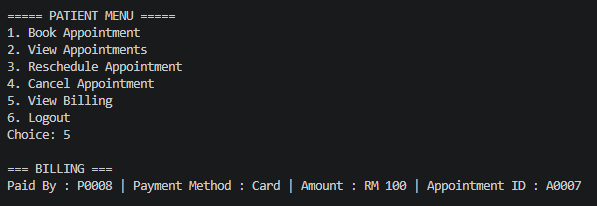 ===== PATIENT MENU =====
1. Book Appointment
2. View Appointments
3. Reschedule Appointment
4. Cancel Appointment
5. View Billing
6. Logout
Choice: 5
=== BILLING ===
Paid By : P0008 | Payment Method : Card | Amount : RM 100 | Appointment ID : A0007